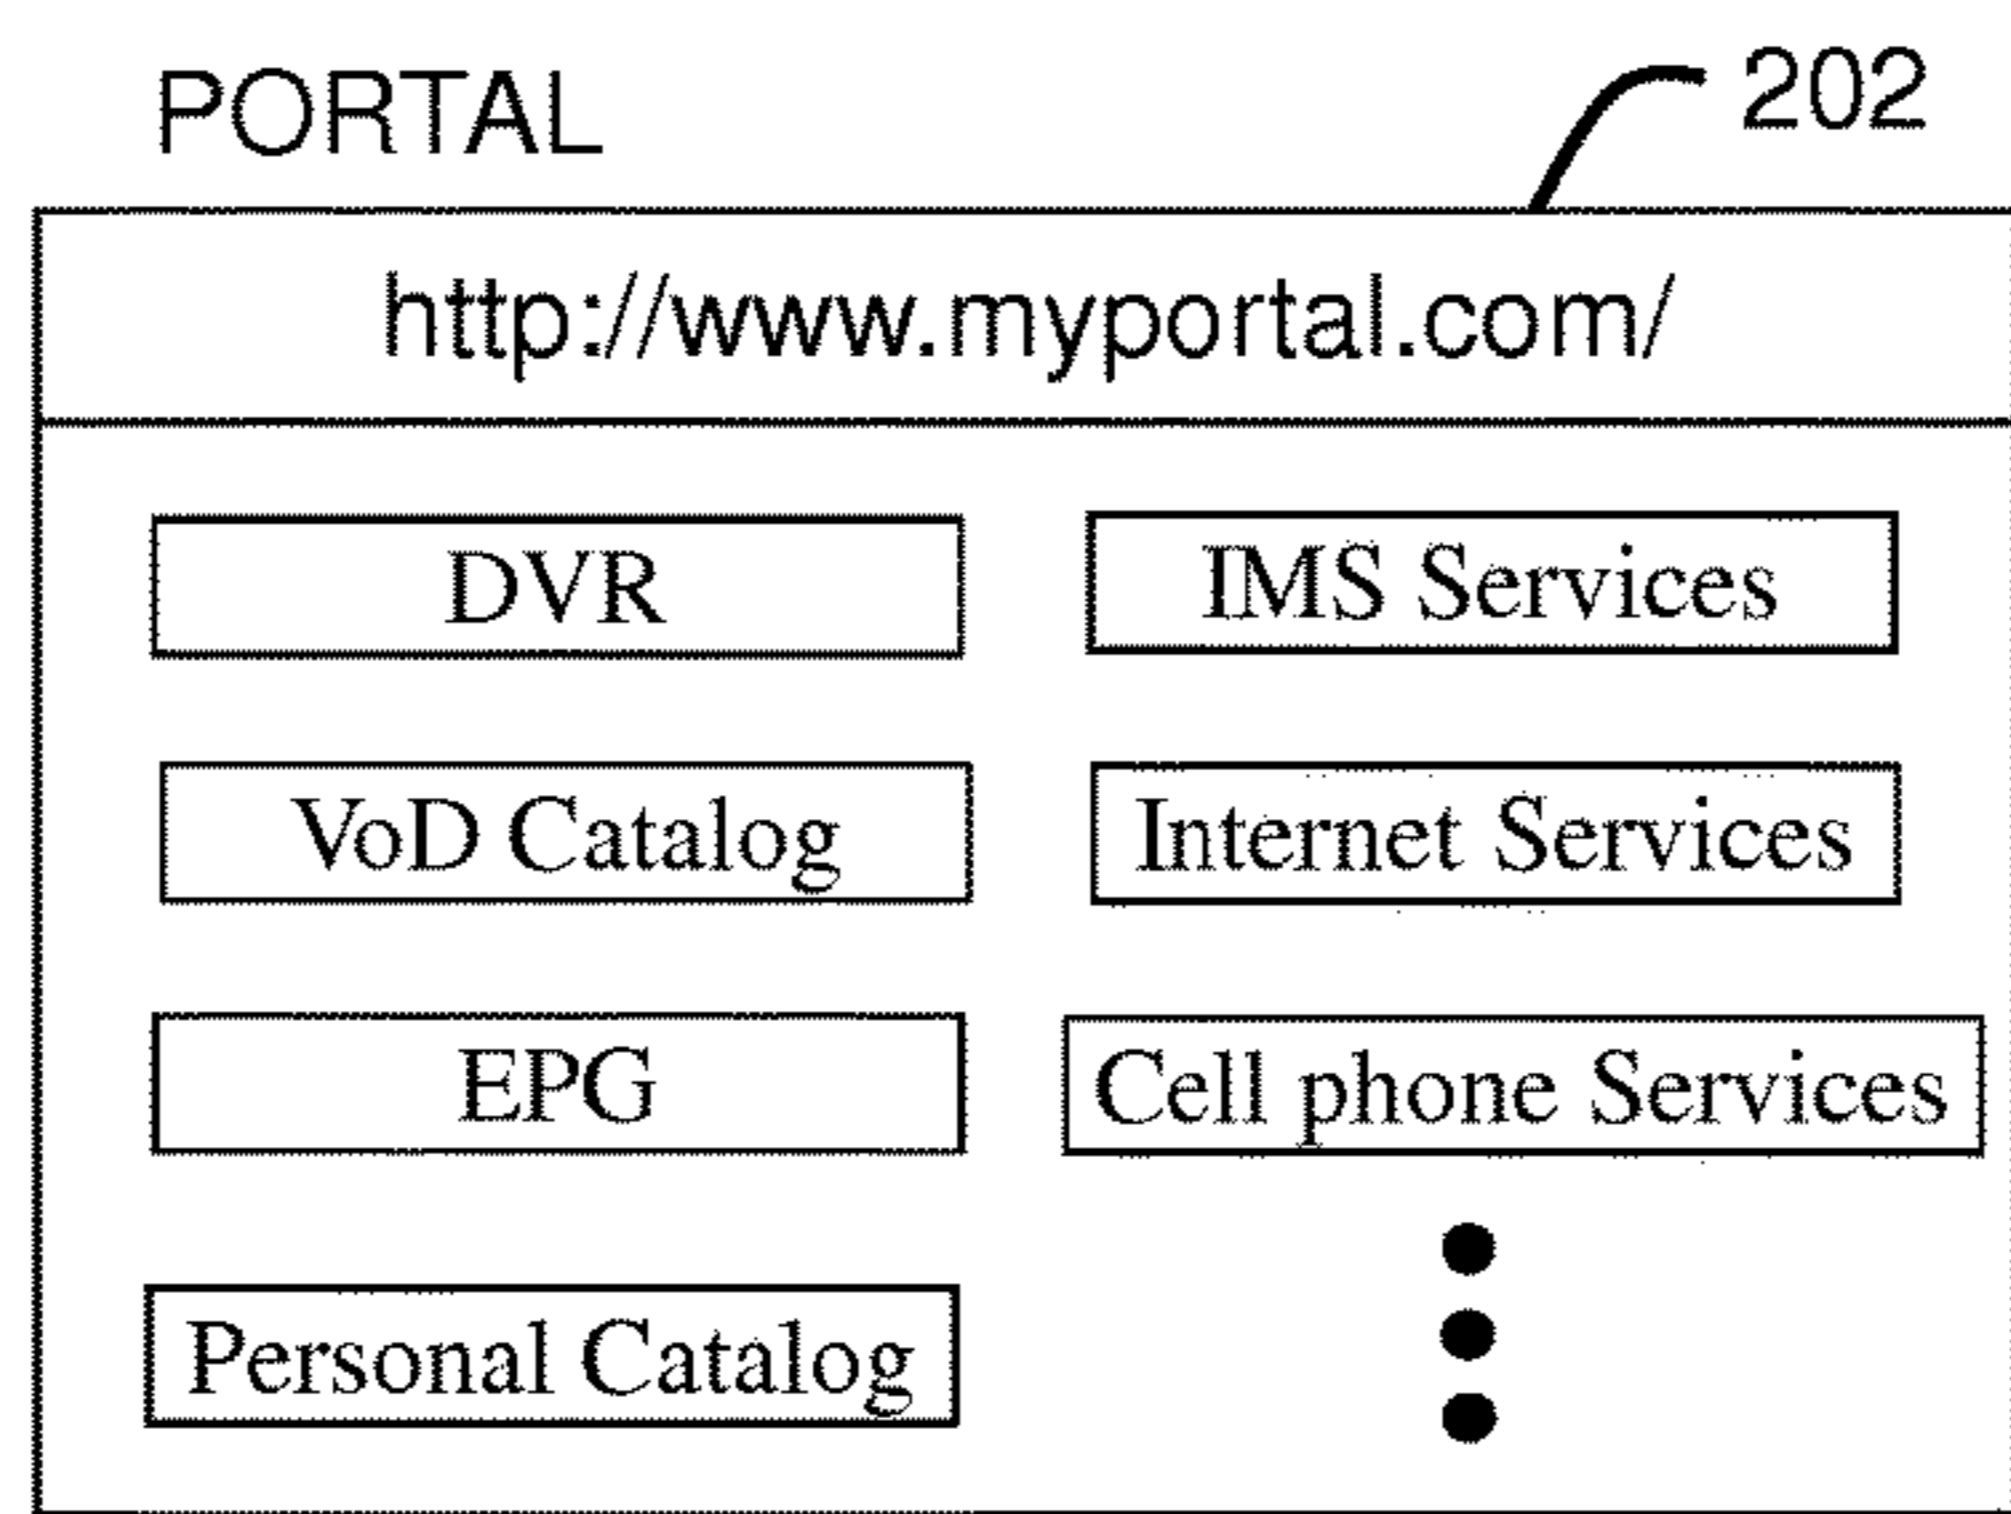 PORTAL
202
http://www.myportal.com/
DVR
IMS Services
VoD Catalog
Internet Services
EPG
Cell phone Services
Personal Catalog